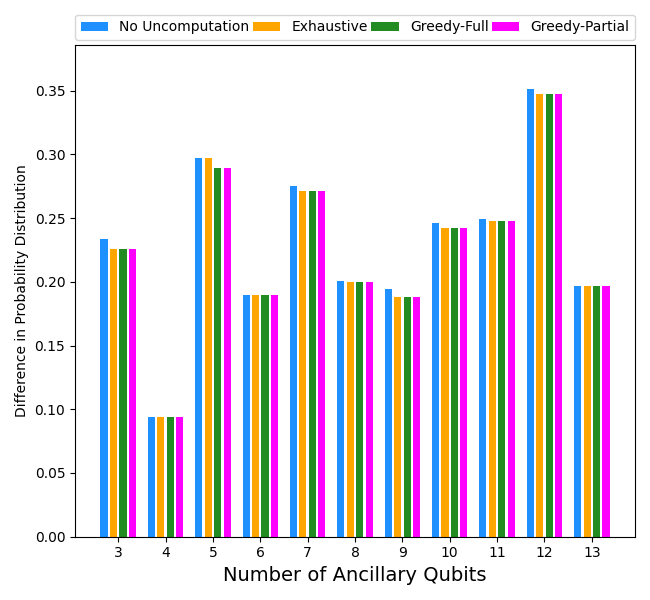 No Uncomputation Exhaustive Greedy-Full Greedy-Partial
0.35
0.30
0.25
0.20
0.15
0.10
0.05
0.00
Difference in Probability Distribution
3 4 5 6 7 8 9 10 11 12 13
Number of Ancillary Qubits